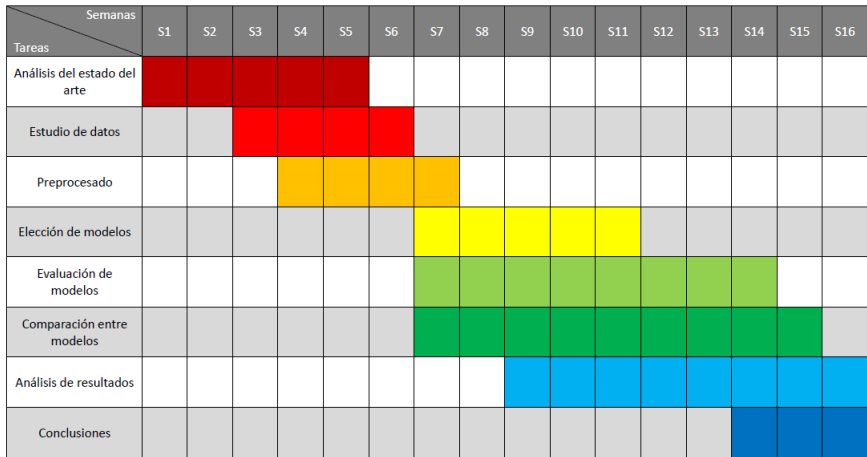 Semanas
Tareas
S1 S2 S3 S4 S5 S6 S7 S8 S9 S10 S11 S12 S13 S14 S15 S16
Análisis del estado del
arte
Estudio de datos
Preprocesado
Elección de modelos
Evaluación de
modelos
Comparación entre
modelos
Análisis de resultados
Conclusiones